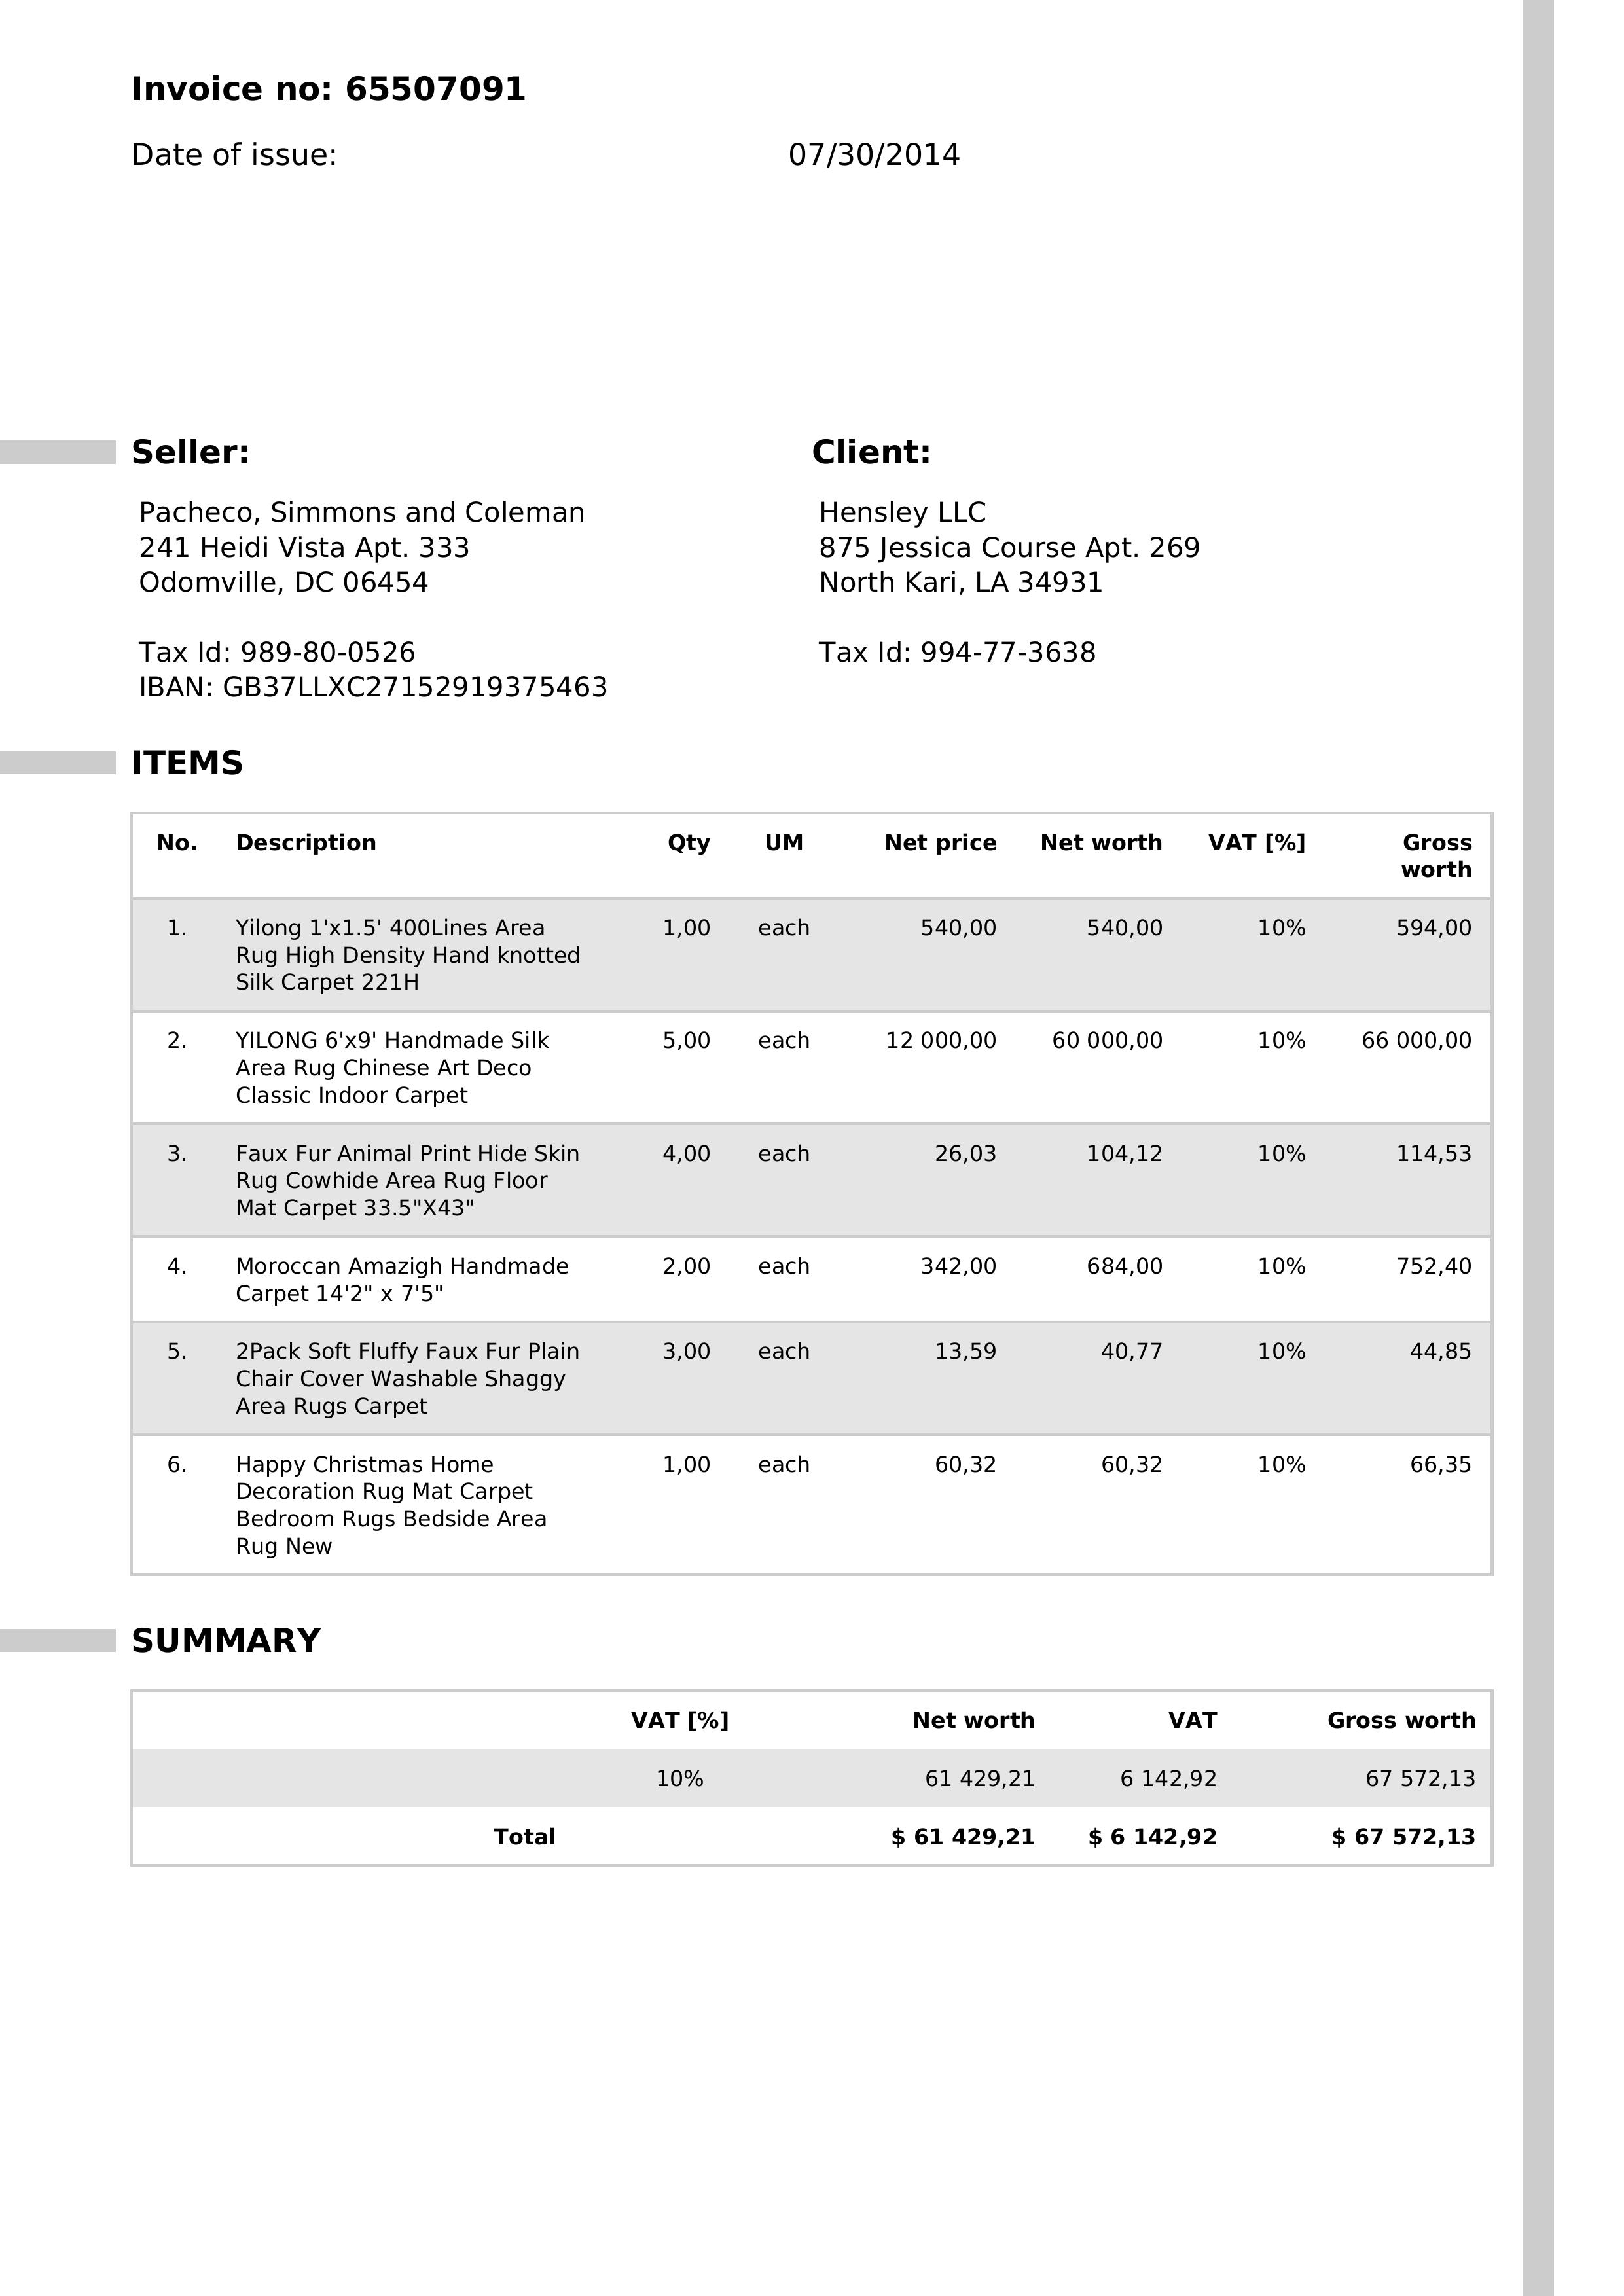 Invoice no: 65507091
Date of issue: 07/30/2014
Seller:
Pacheco, Simmons and Coleman
241 Heidi Vista Apt. 333
Odomville, DC 06454
Tax Id: 989-80-0526
IBAN: GB37LLXC27152919375463
Client:
Hensley LLC
875 Jessica Course Apt. 269
North Kari, LA 34931
Tax Id: 994-77-3638
ITEMS
No. Description Qty UM Net price Net worth VAT [%] Gross
worth
1. Yilong 1'x1.5' 400Lines Area 1,00 each 540,00 540,00 10% 594,00
Rug High Density Hand knotted
Silk Carpet 221H
2. YILONG 6'x9' Handmade Silk 5,00 each 12 000,00 60 000,00 10% 66 000,00
Area Rug Chinese Art Deco
Classic Indoor Carpet
3. Faux Fur Animal Print Hide Skin 4,00 each 26,03 104,12 10% 114,53
Rug Cowhide Area Rug Floor
Mat Carpet 33.5"X43"
4. Moroccan Amazigh Handmade 2,00 each 342,00 684,00 10% 752,40
Carpet 14'2" x 7'5"
5. 2Pack Soft Fluffy Faux Fur Plain 3,00 each 13,59 40,77 10% 44,85
Chair Cover Washable Shaggy
Area Rugs Carpet
6. Happy Christmas Home 1,00 each 60,32 60,32 10% 66,35
Decoration Rug Mat Carpet
Bedroom Rugs Bedside Area
Rug New
SUMMARY
VAT [%] Net worth VAT Gross worth
10% 61 429,21 6 142,92 67 572,13
Total $ 61 429,21 $ 6 142,92 $ 67 572,13